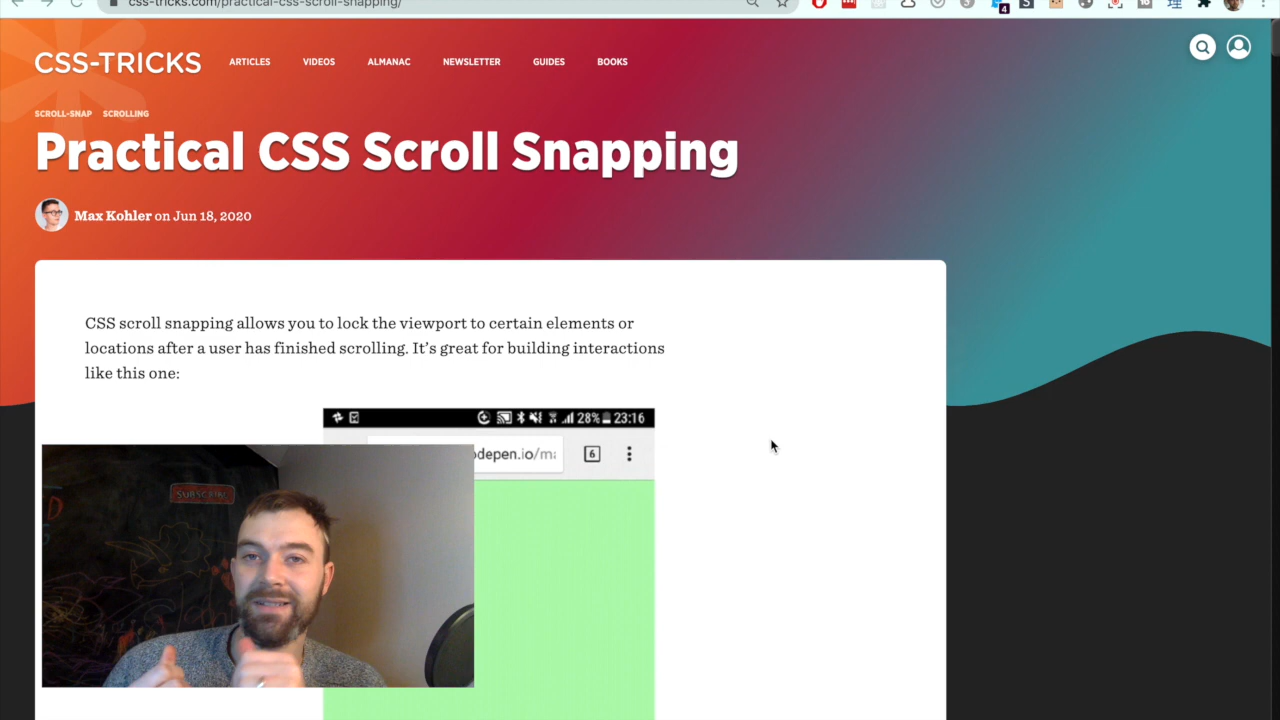 css-tricks.com/practical-css-scroll-snapping/
4
CSS-TRICKS
ARTICLES VIDEOS ALMANAC NEWSLETTER GUIDES BOOKS
SCROLL-SNAP SCROLLING
Practical CSS Scroll Snapping
Max Kohler on Jun 18, 2020
CSS scroll snapping allows you to lock the viewport to certain elements or
locations after a user has finished scrolling. It’s great for building interactions
like this one:
28% 23:16
odepen.io/ma
6
SUBSCRIBE